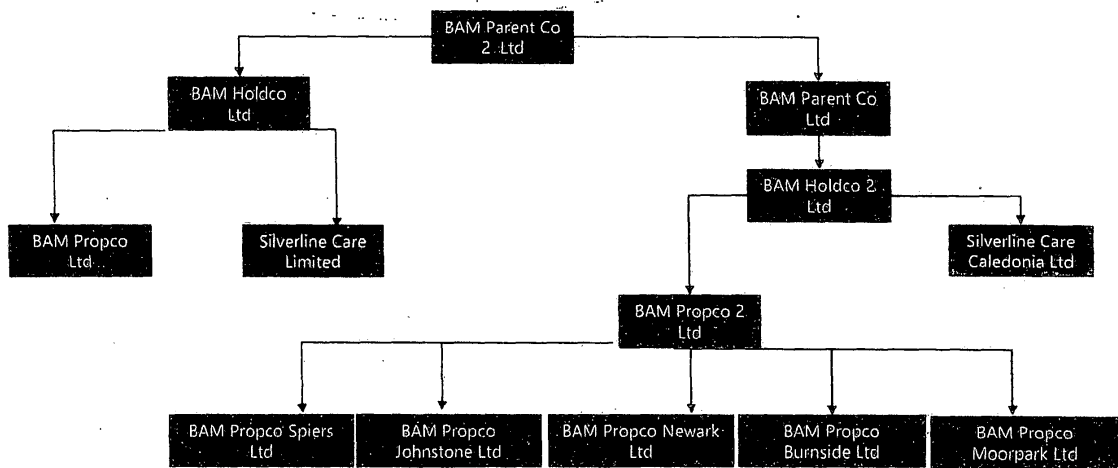 BAM Parent Co
2 Ltd
BAM Holdco
Ltd
BAM Parent Co
Ltd
BAM Holdco 2
Ltd
BAM Propco
Ltd
Silverline Care
Limited
Silverline Care
Caledonia Ltd
BAM Propco 2
Ltd
BAM Propco Spiers
Ltd
BAM Propco
Johnstone Ltd
BAM Propco Newark
Ltd
BAM Propco
Burnside Ltd
BAM Propco
Moorpark Ltd